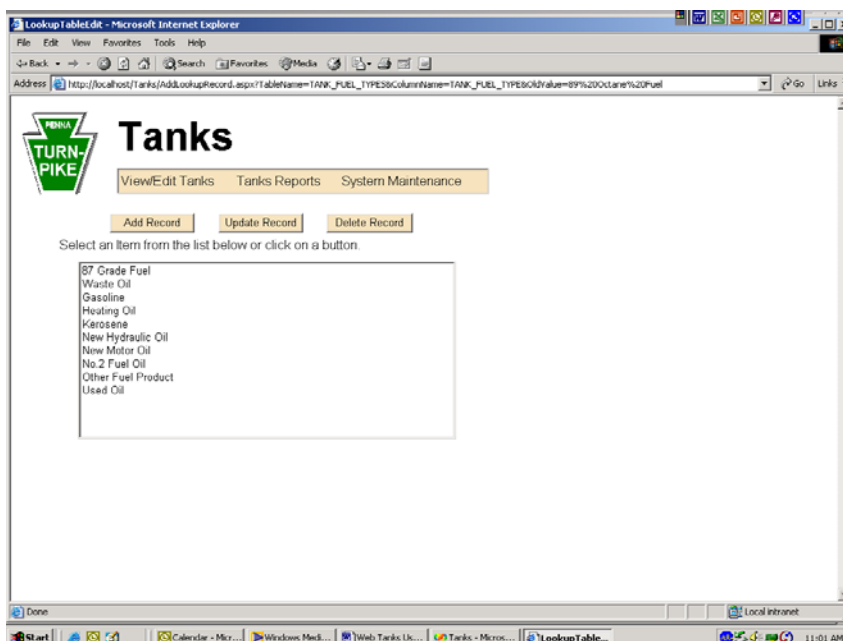 LookupTableEdit - Microsoft Internet Explorer
File Edit View Favorites Tools Help
Back Search Favorites Media
Address http://localhost/Tanks/AddLookupRecord.aspx?TableName=TANK_FUEL_TYPES&ColumnName=TANK_FUEL_TYPE&OldValue=89%20Octane%20Fuel Go Links
PENNA
TURN-
PIKE
Tanks
View/Edit Tanks Tanks Reports System Maintenance
Add Record Update Record Delete Record
Select an Item from the list below or click on a button.
87 Grade Fuel
Waste Oil
Gasoline
Heating Oil
Kerosene
New Hydraulic Oil
New Motor Oil
No.2 Fuel Oil
Other Fuel Product
Used Oil
Done Local intranet
Start Calendar - Micr... Windows Medi... Web Tanks Us... Tanks - Micros... LookupTable... 11:01 AM